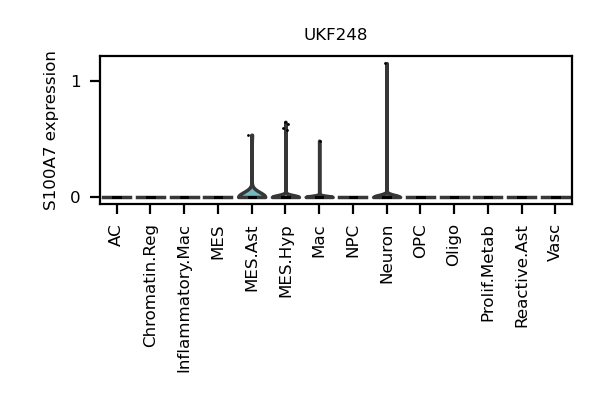 UKF248
S100A7 expression
1
0
AC
Chromatin.Reg
Inflammatory.Mac
MES
MES.Ast
MES.Hyp
Mac
NPC
Neuron
OPC
Oligo
Prolif.Metab
Reactive.Ast
Vasc